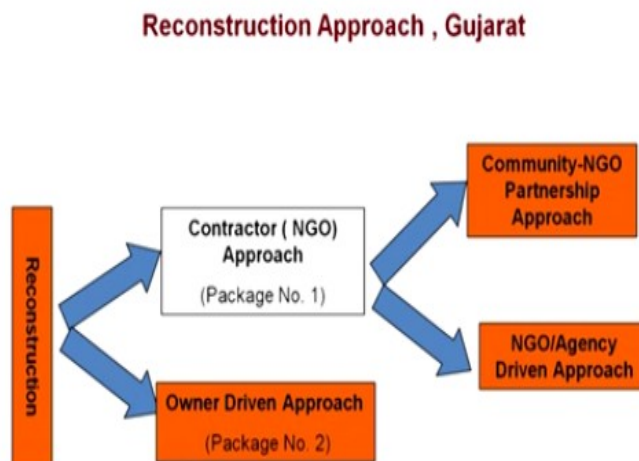 Reconstruction Approach , Gujarat
Reconstruction
Contractor ( NGO)
Approach
(Package No. 1)
Owner Driven Approach
(Package No. 2)
Community-NGO
Partnership
Approach
NGO/Agency
Driven Approach